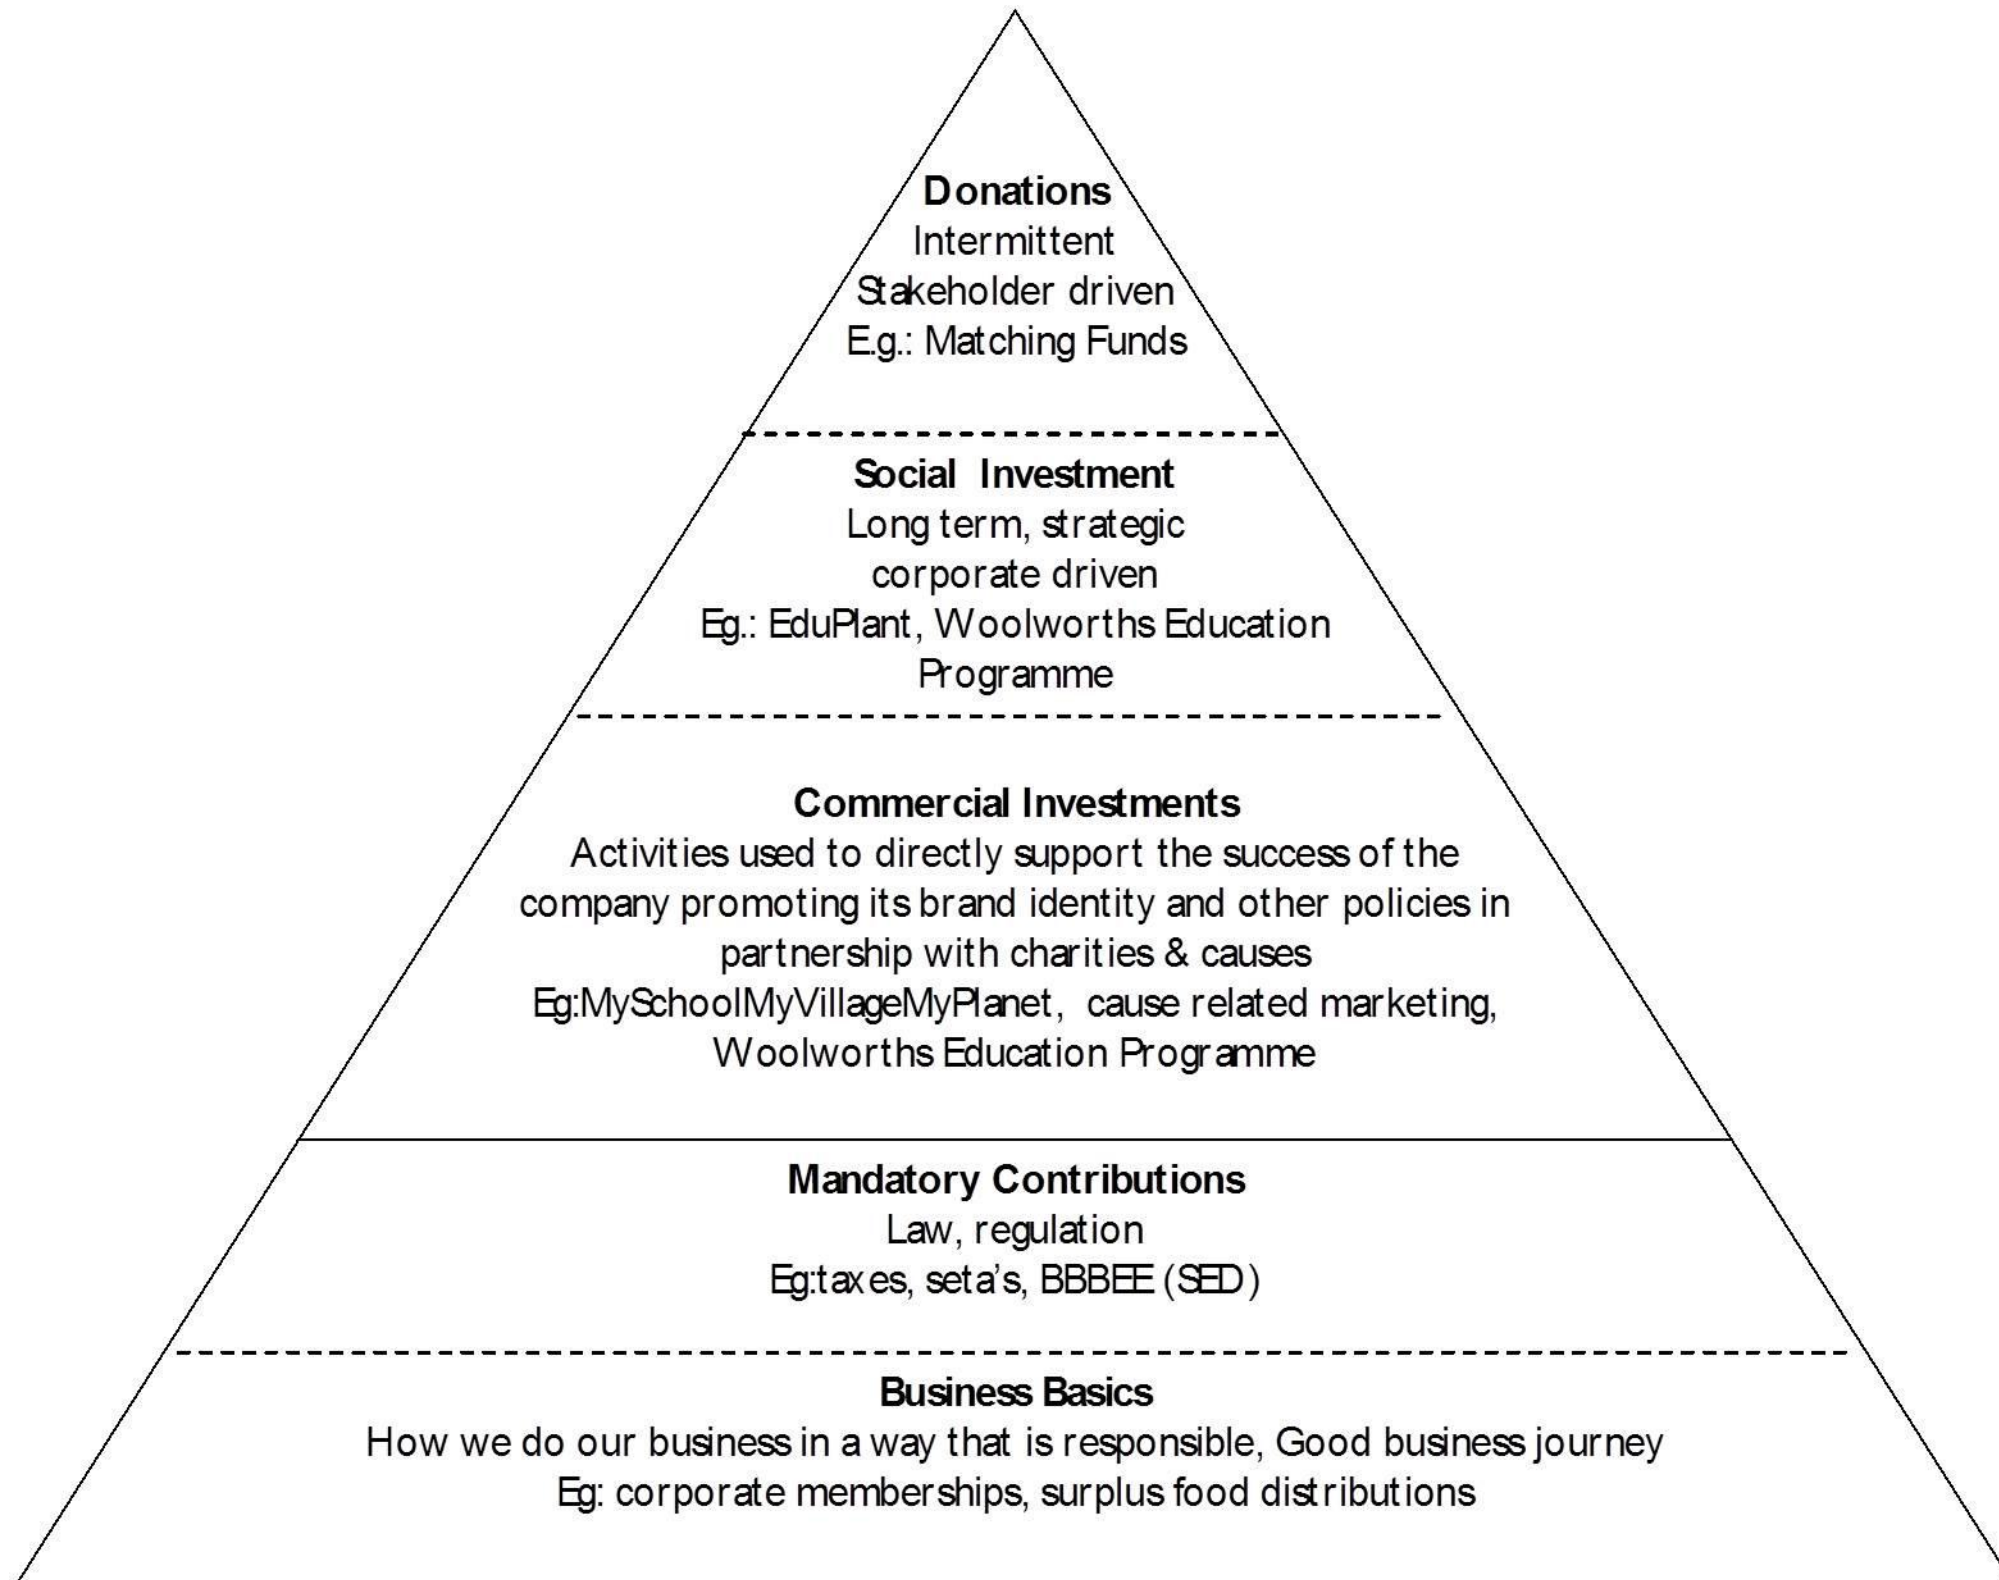 Donations
Intermittent
Stakeholder driven
E.g.: Matching Funds
Social Investment
Long term, strategic
corporate driven
Eg.: EduPlant, Woolworths Education
Programme
Commercial Investments
Activities used to directly support the success of the
company promoting its brand identity and other policies in
partnership with charities & causes
Eg:MySchoolMyVillageMyPlanet, cause related marketing,
Woolworths Education Programme
Mandatory Contributions
Law, regulation
Eg:taxes, seta's, BBBEE (SED)
Business Basics
How we do our business in a way that is responsible, Good business journey
Eg: corporate memberships, surplus food distributions